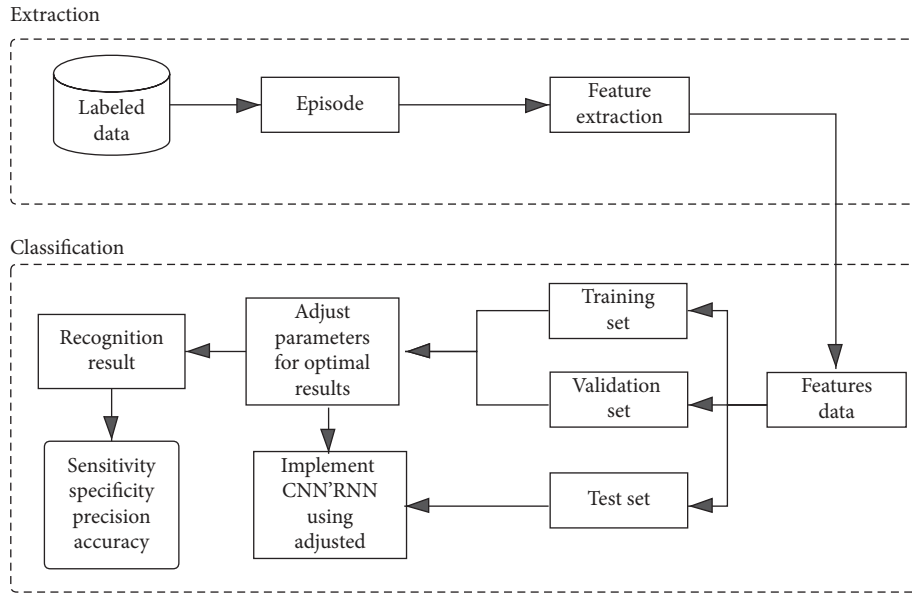 Extraction
Labeled
data
Episode
Feature
extraction
Classification
Recognition
result
Adjust
parameters
for optimal
results
Training
set
Validation
set
Features
data
Sensitivity
specificity
precision
accuracy
Implement
CNN'RNN
using
adjusted
Test set